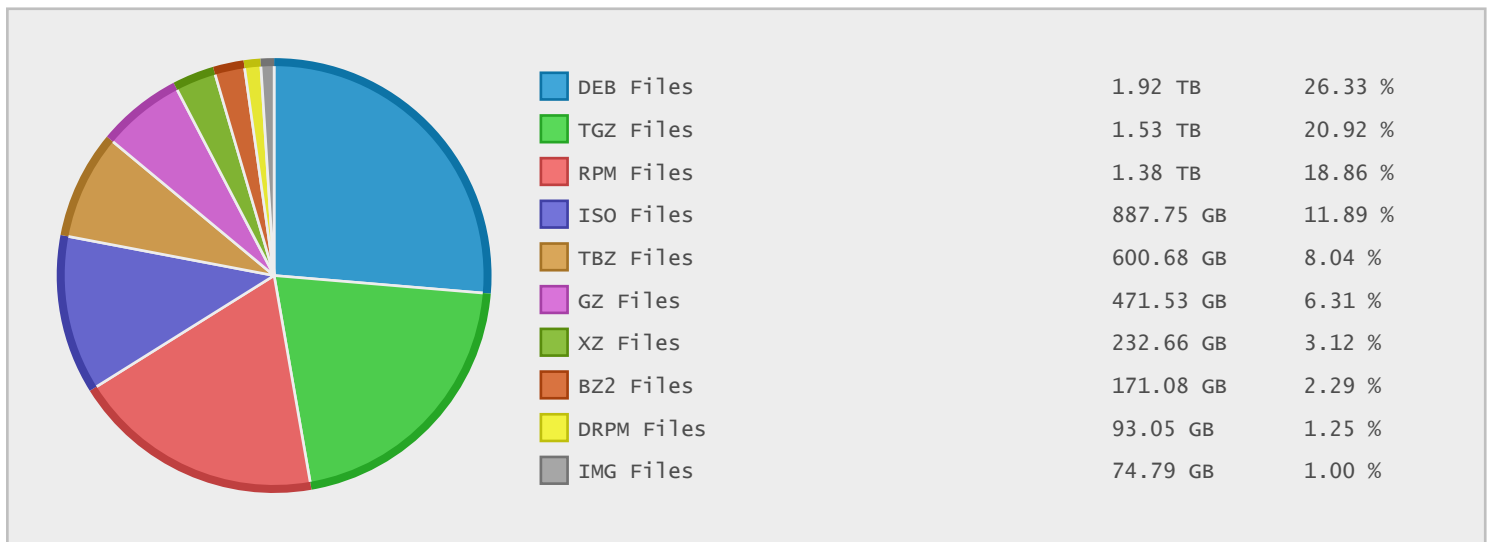 DEB Files 1.92 TB 26.33 %
TGZ Files 1.53 TB 20.92 %
RPM Files 1.38 TB 18.86 %
ISO Files 887.75 GB 11.89 %
TBZ Files 600.68 GB 8.04 %
GZ Files 471.53 GB 6.31 %
XZ Files 232.66 GB 3.12 %
BZ2 Files 171.08 GB 2.29 %
DRPM Files 93.05 GB 1.25 %
IMG Files 74.79 GB 1.00 %